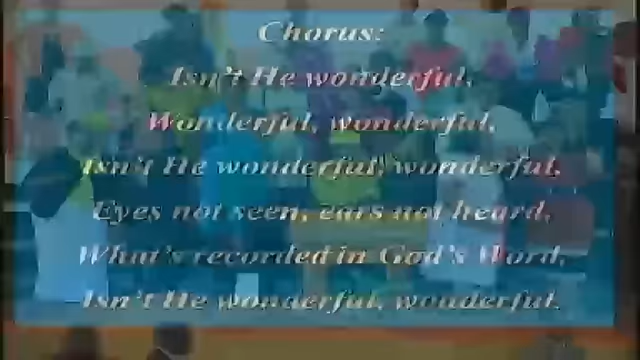 Chorus:
Isn't He wonderful,
Wonderful, wonderful,
Isn't He wonderful, wonderful,
Eyes not seen, ears not heard,
What's recorded in God's Word,
Isn't He wonderful, wonderful.